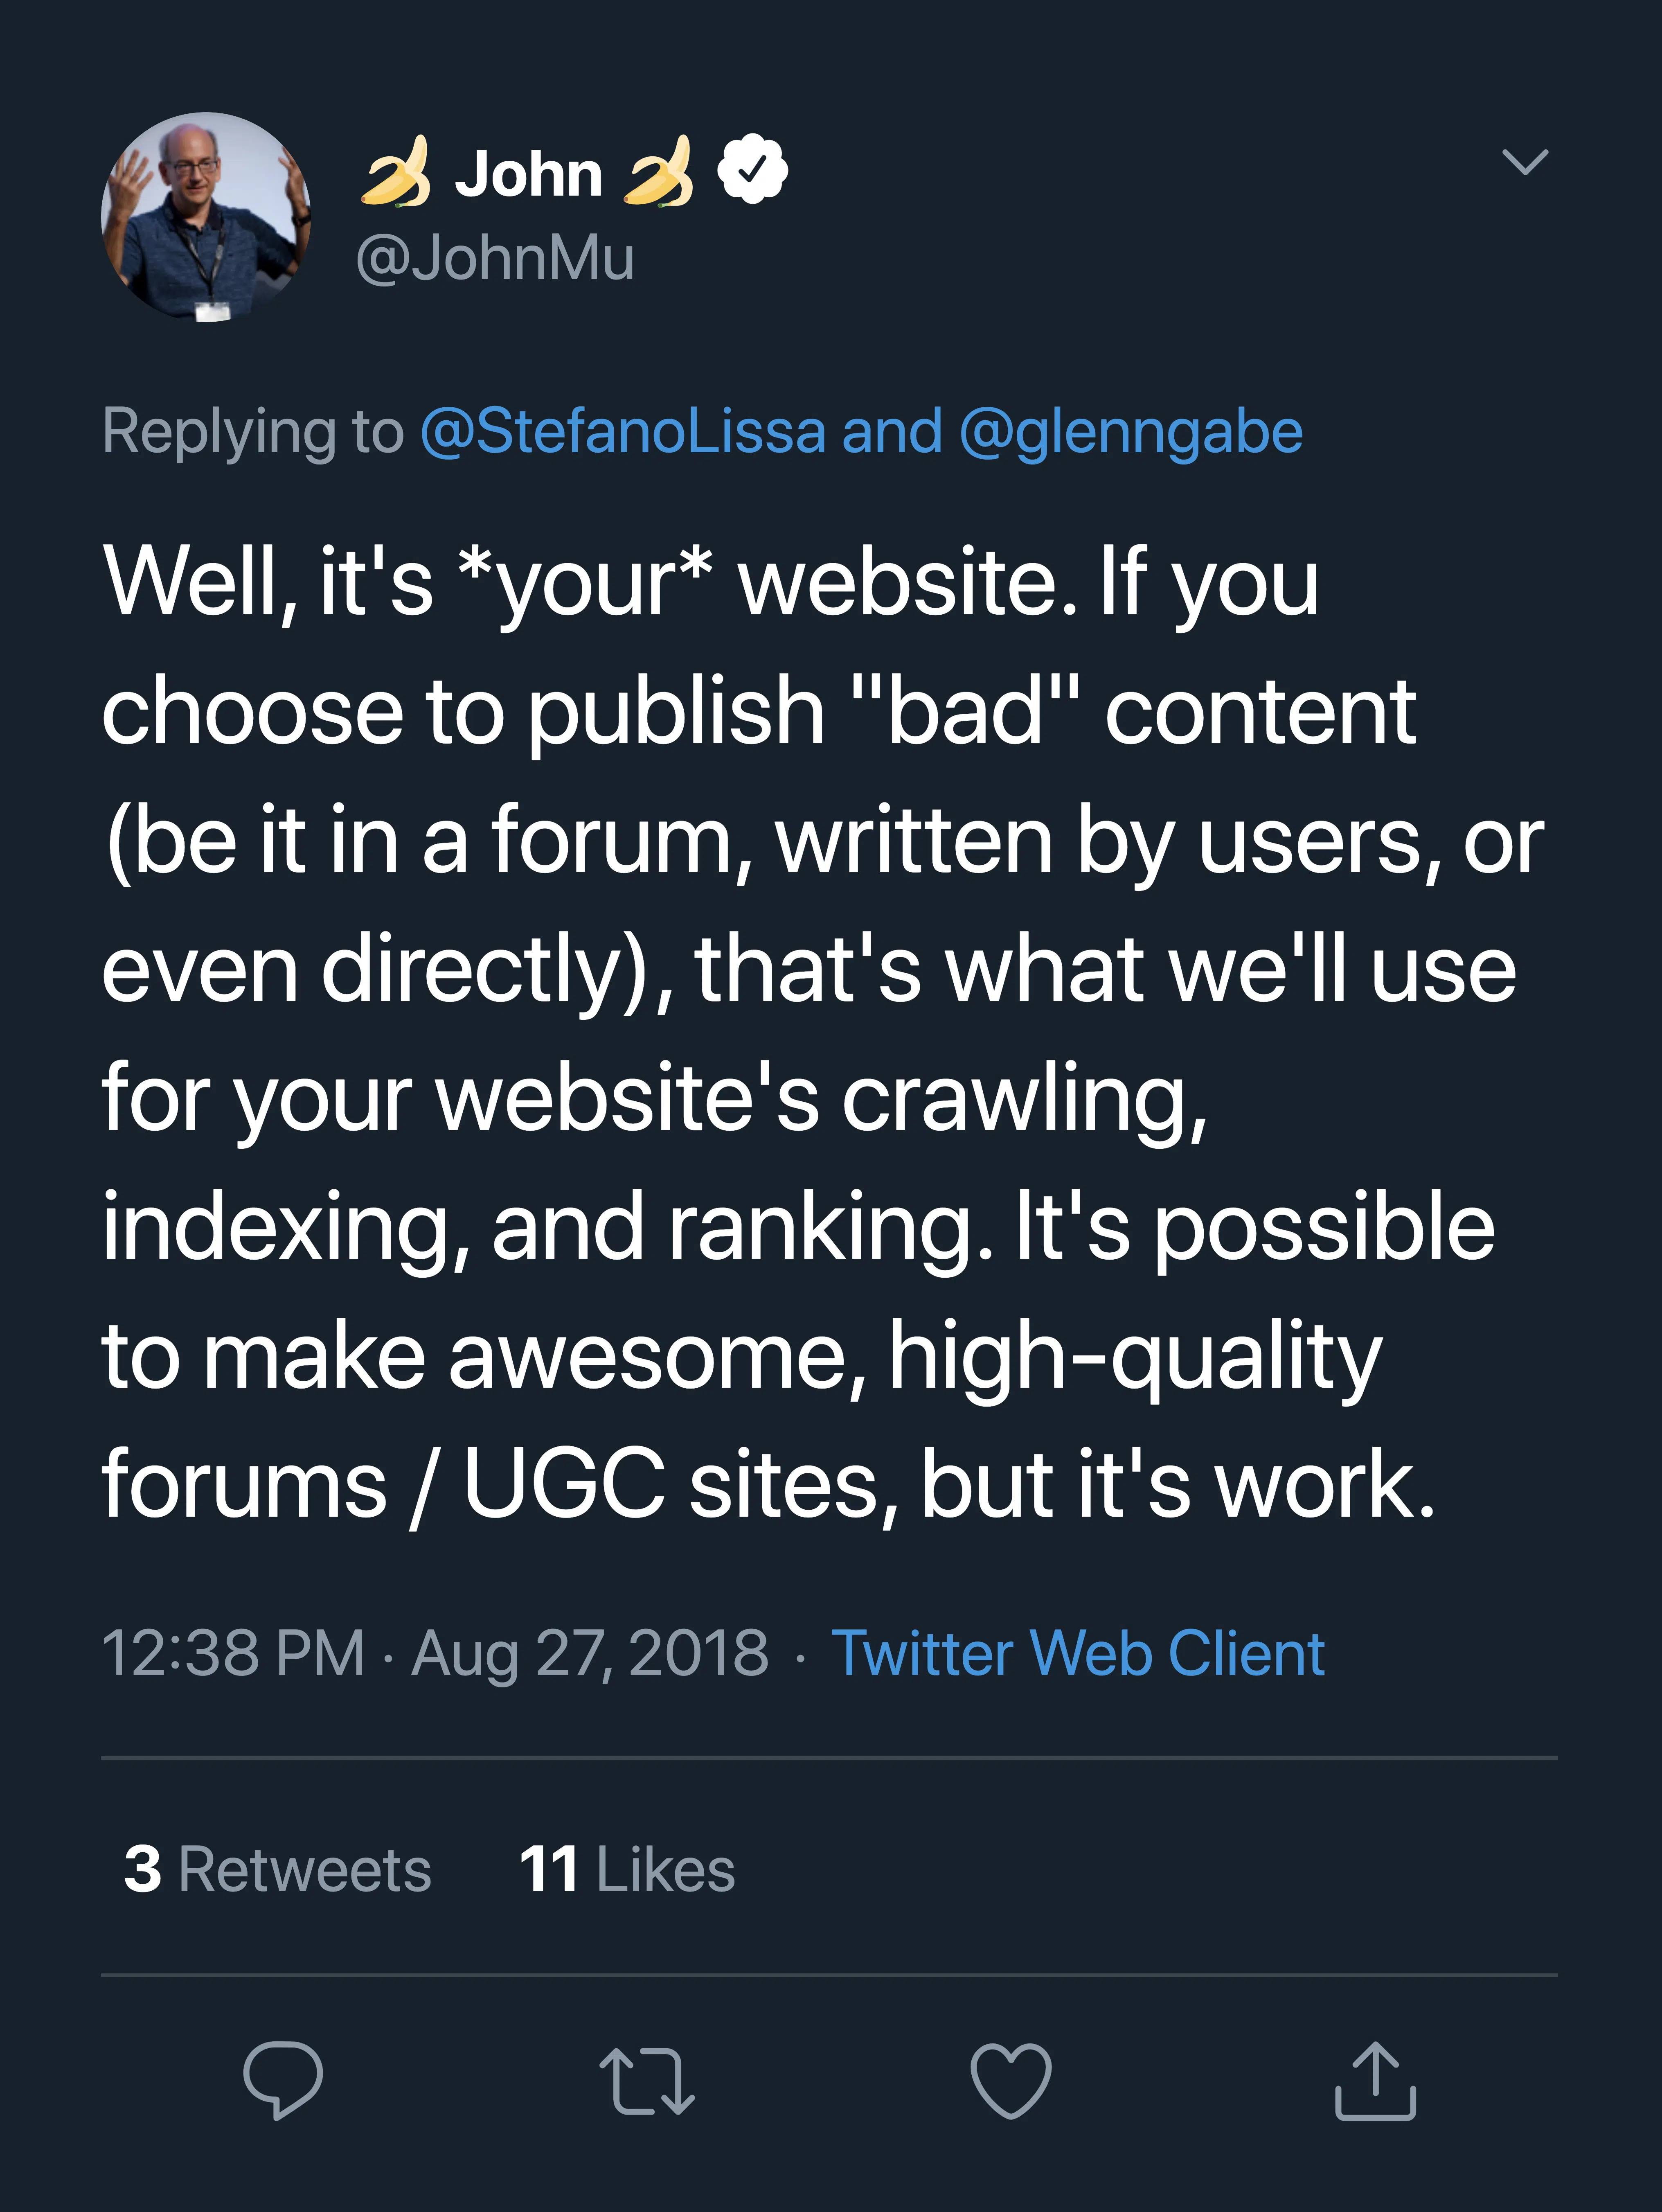 🍌 John 🍌
@JohnMu
Replying to @StefanoLissa and @glenngabe
Well, it's *your* website. If you
choose to publish "bad" content
(be it in a forum, written by users, or
even directly), that's what we'll use
for your website's crawling,
indexing, and ranking. It's possible
to make awesome, high-quality
forums / UGC sites, but it's work.
12:38 PM · Aug 27, 2018 · Twitter Web Client
3 Retweets 11 Likes